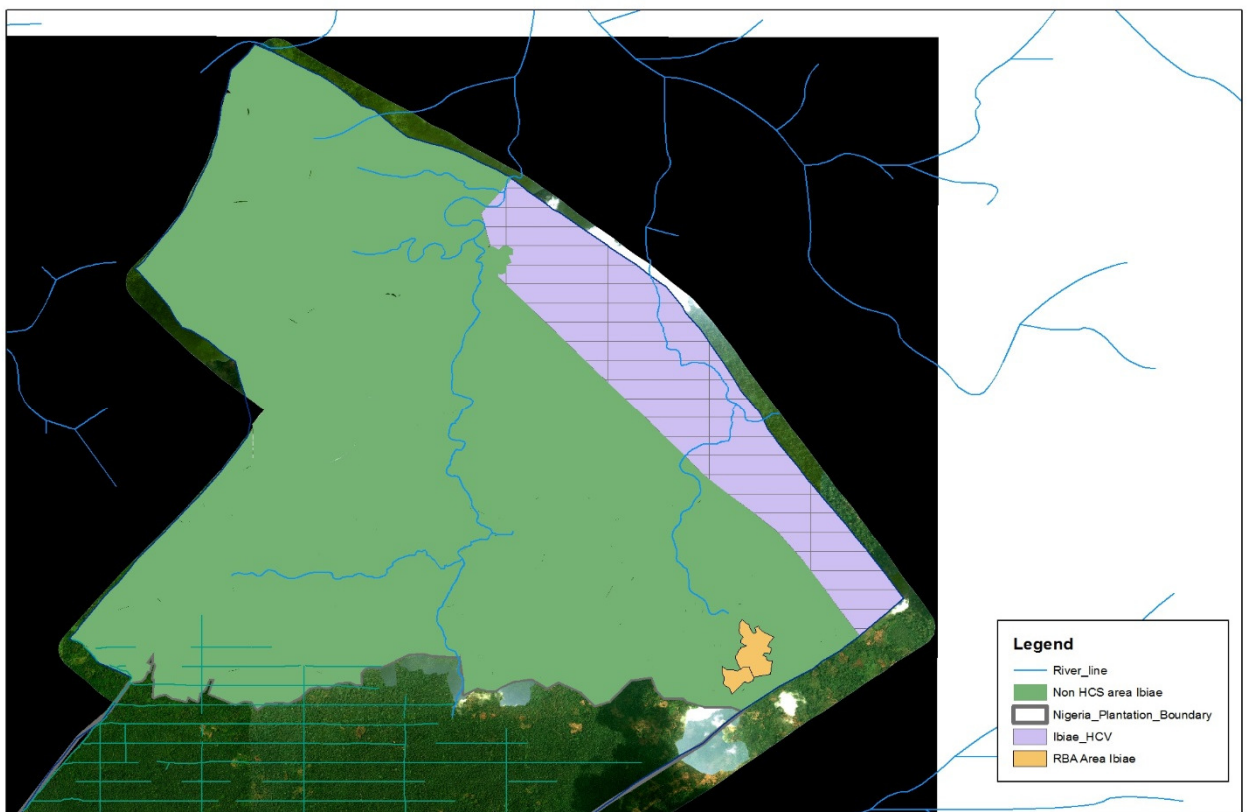 Legend
River_line
Non HCS area Ibiae
Nigeria_Plantation_Boundary
Ibiae_HCV
RBA Area Ibiae